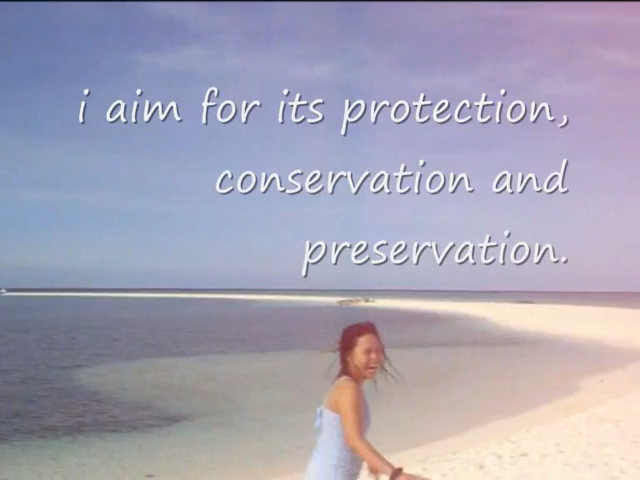 i aim for its protection,
conservation and
preservation.